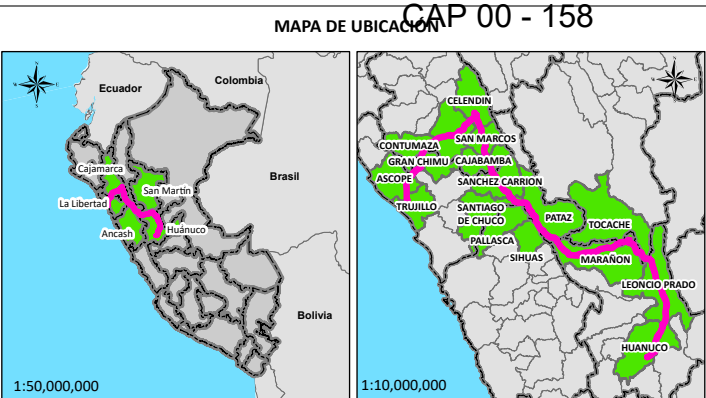 CAP 00 - 158
MAPA DE UBICACIÓN
Colombia
Ecuador
Brasil
Cajamarca
San Martín
La Libertad
Ancash
Huánuco
Bolivia
1:50,000,000
CELENDIN
SAN MARCOS
CONTUMAZA
GRAN CHIMU
CAJABAMBA
ASCOPE
SANCHEZ CARRION
TRUJILLO
SANTIAGO
DE CHUCO
PATAZ
TOCACHE
PALLASCA
SIHUAS
MARAÑON
LEONCIO PRADO
HUANUCO
1:10,000,000